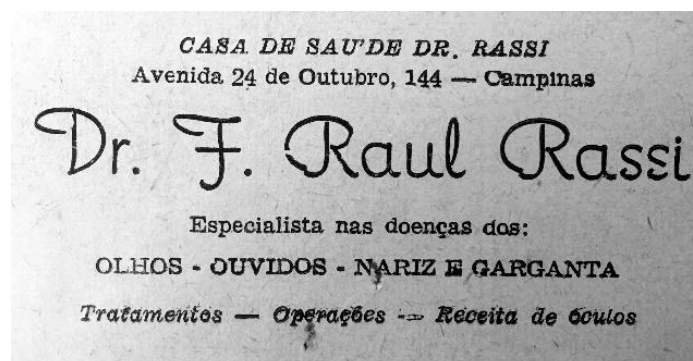 CASA DE SAU'DE DR. RASSI
Avenida 24 de Outubro, 144 — Campinas
Dr. F. Raul Rassi
Especialista nas doenças dos:
OLHOS - OUVIDOS - NARIZ E GARGANTA
Tratamentos — Operações -- Receita de óculos